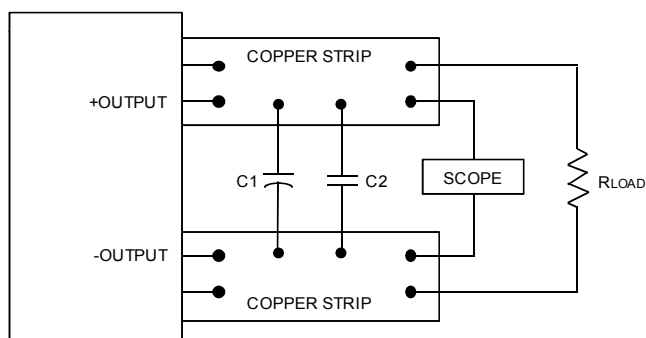 COPPER STRIP
+OUTPUT
C1
C2
SCOPE
RLOAD
-OUTPUT
COPPER STRIP